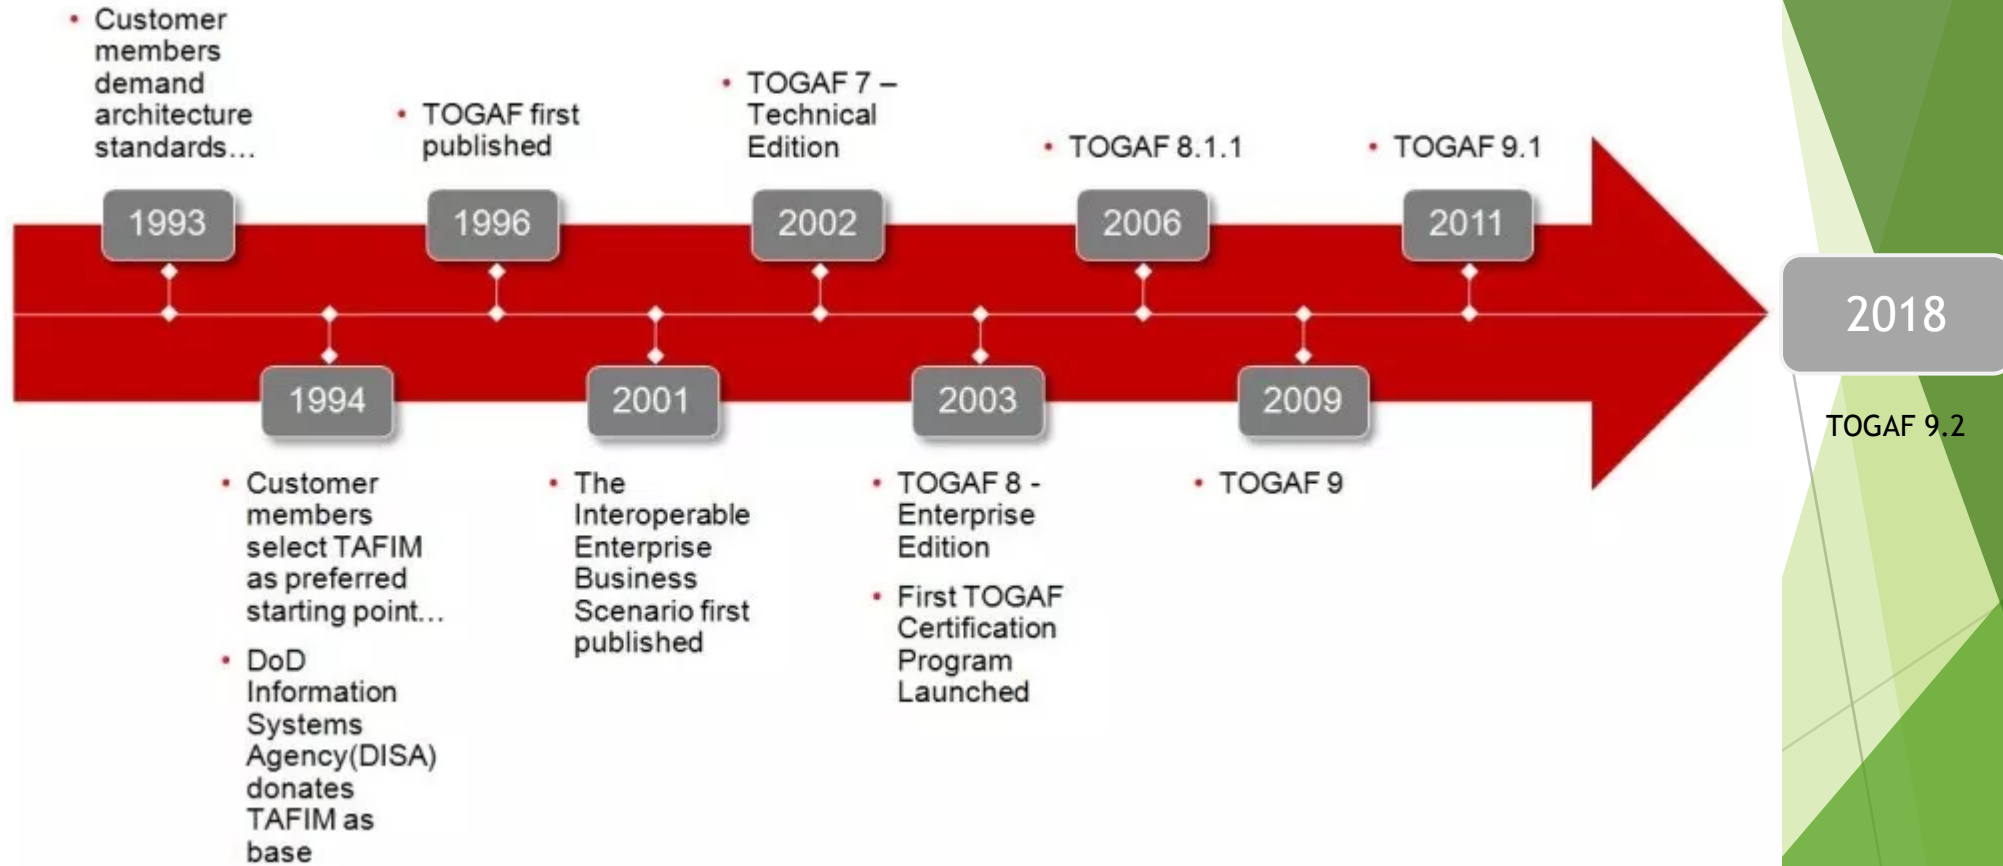 • Customer
members
demand
architecture
standards...
1993
1994
• Customer
members
select TAFIM
as preferred
starting point...
• DoD
Information
Systems
Agency(DISA)
donates
TAFIM as
base
• TOGAF first
published
1996
2001
• The
Interoperable
Enterprise
Business
Scenario first
published
• TOGAF 7 –
Technical
Edition
2002
2003
• TOGAF 8 -
Enterprise
Edition
• First TOGAF
Certification
Program
Launched
• TOGAF 8.1.1
2006
2009
• TOGAF 9
• TOGAF 9.1
2011
2018
TOGAF 9.2